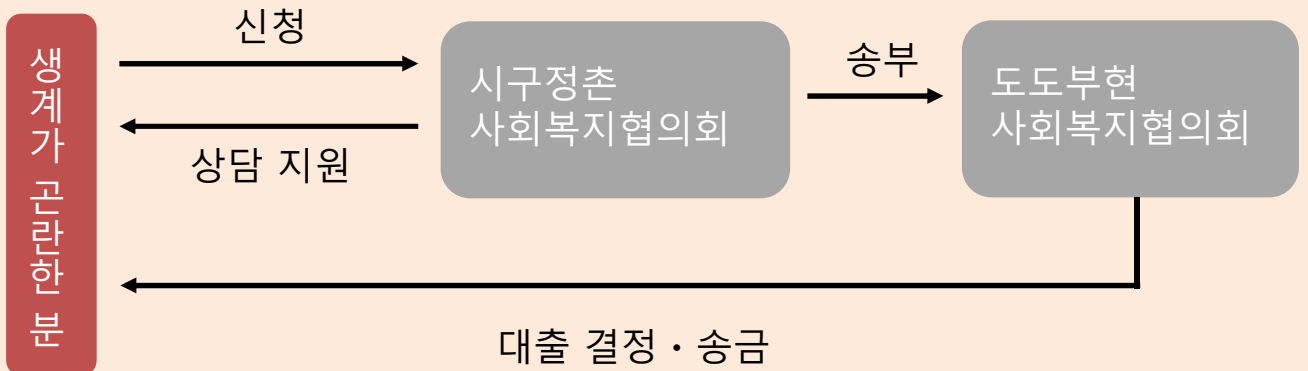 생계가 곤란한 분
신청
상담 지원
시구정촌
사회복지협의회
송부
도도부현
사회복지협의회
대출 결정・송금